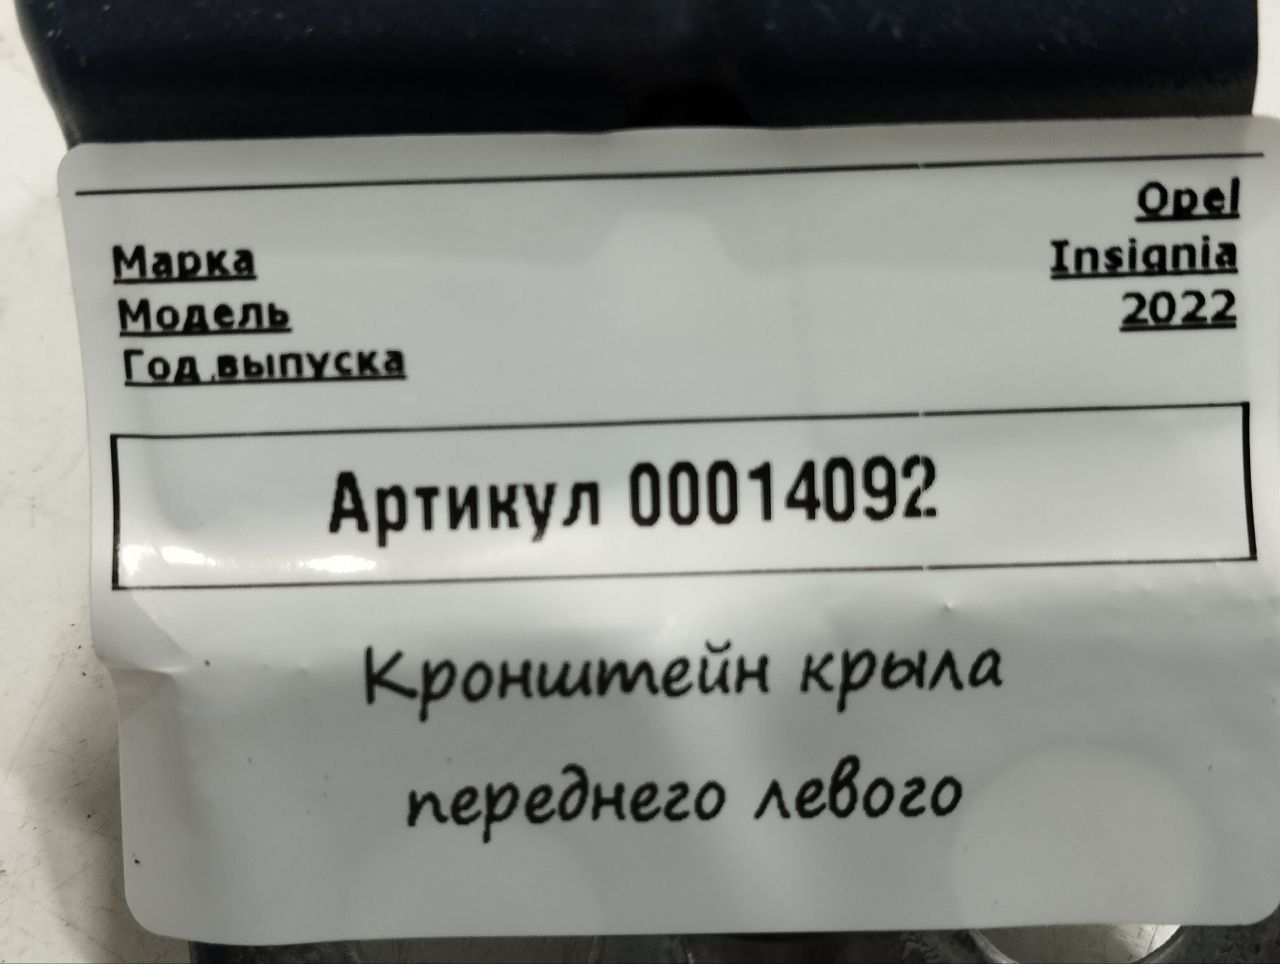 Марка Opel
Модель Insignia
Год выпуска 2022
Артикул 00014092
Кронштейн крыла
переднего левого